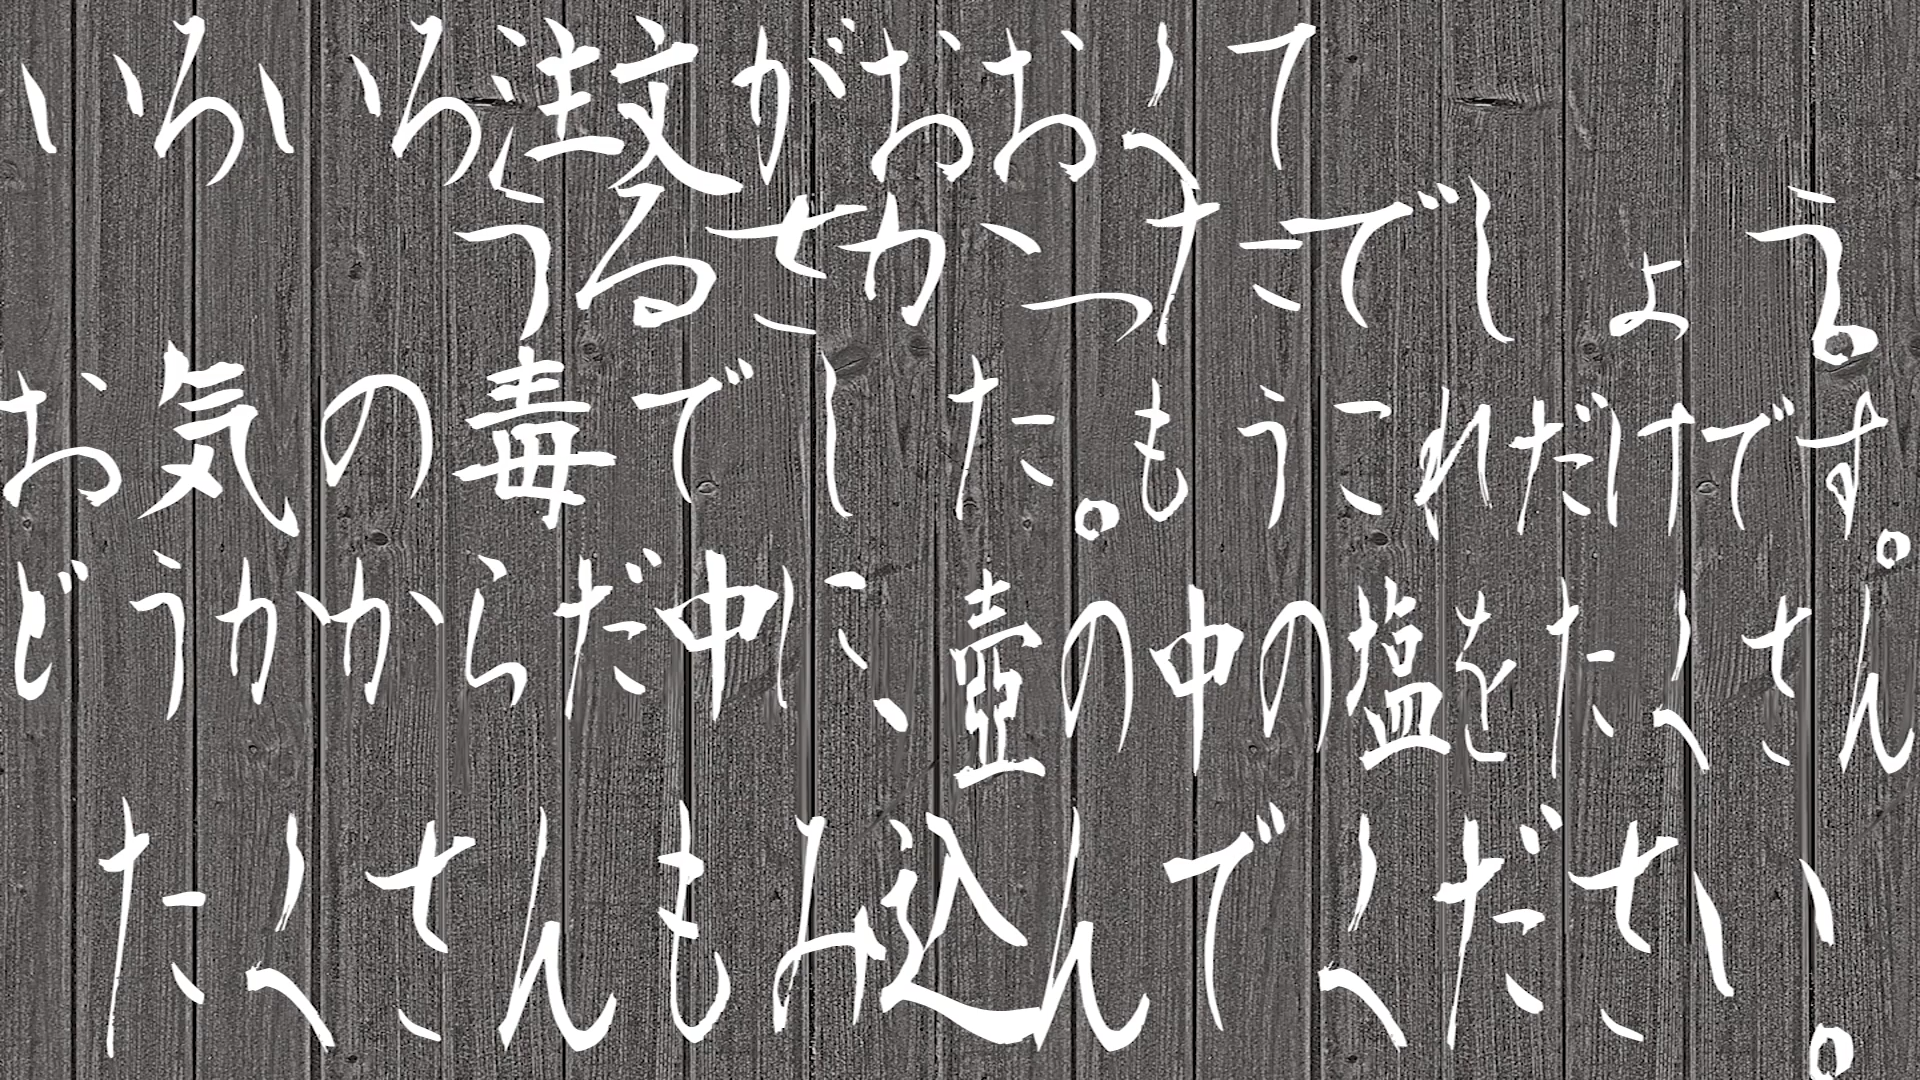 いろいろ注文がおおくて
うるさかったでしょう。
お気の毒でした。もうこれだけです。
どうかからだ中に、壺の中の塩をたくさん
たくさんもみ込んでください。